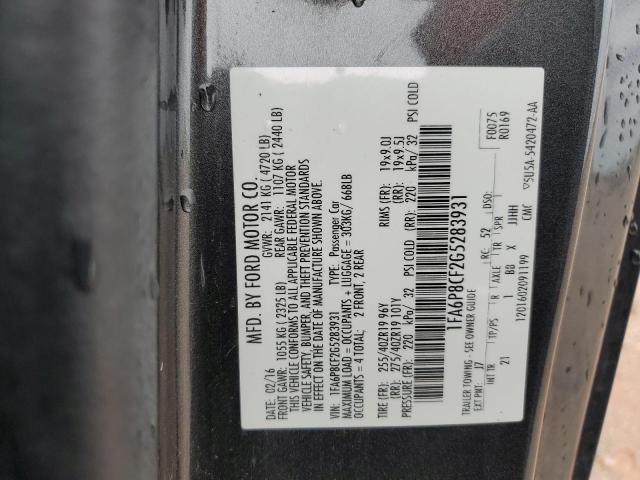 MFD. BY FORD MOTOR CO.
DATE: 02/16 GVWR: 2141 KG ( 4720 LB)
FRONT GAWR: 1055 KG ( 2325 LB) REAR GAWR: 1107 KG ( 2440 LB)
THIS VEHICLE CONFORMS TO ALL APPLICABLE FEDERAL MOTOR
VEHICLE SAFETY, BUMPER, AND THEFT PREVENTION STANDARDS
IN EFFECT ON THE DATE OF MANUFACTURE SHOWN ABOVE.
VIN: 1FA6P8CF2G5283931 TYPE: Passenger Car
MAXIMUM LOAD = OCCUPANTS + LUGGAGE = 303KG/ 668LB
OCCUPANTS = 4 TOTAL: 2 FRONT, 2 REAR
TIRE (FR) 255/40ZR19 96Y RIMS (FR): 19x9.0J
(RR) 275/40ZR19 101Y (RR): 19x9.5J
PRESSURE (FR) 220 kPa/ 32 PSI COLD (RR): 220 kPa/ 32 PSI COLD
1FA6P8CF2G5283931
TRAILER TOWING - SEE OWNER GUIDE F0075
EXT PNT: J7 RC: 52 DSO: R0169
INT TR TP/PS R AXLE TR SPR
21 I B8 X JJHH
1201602091199 CMC ▽5U5A-5420472-AA